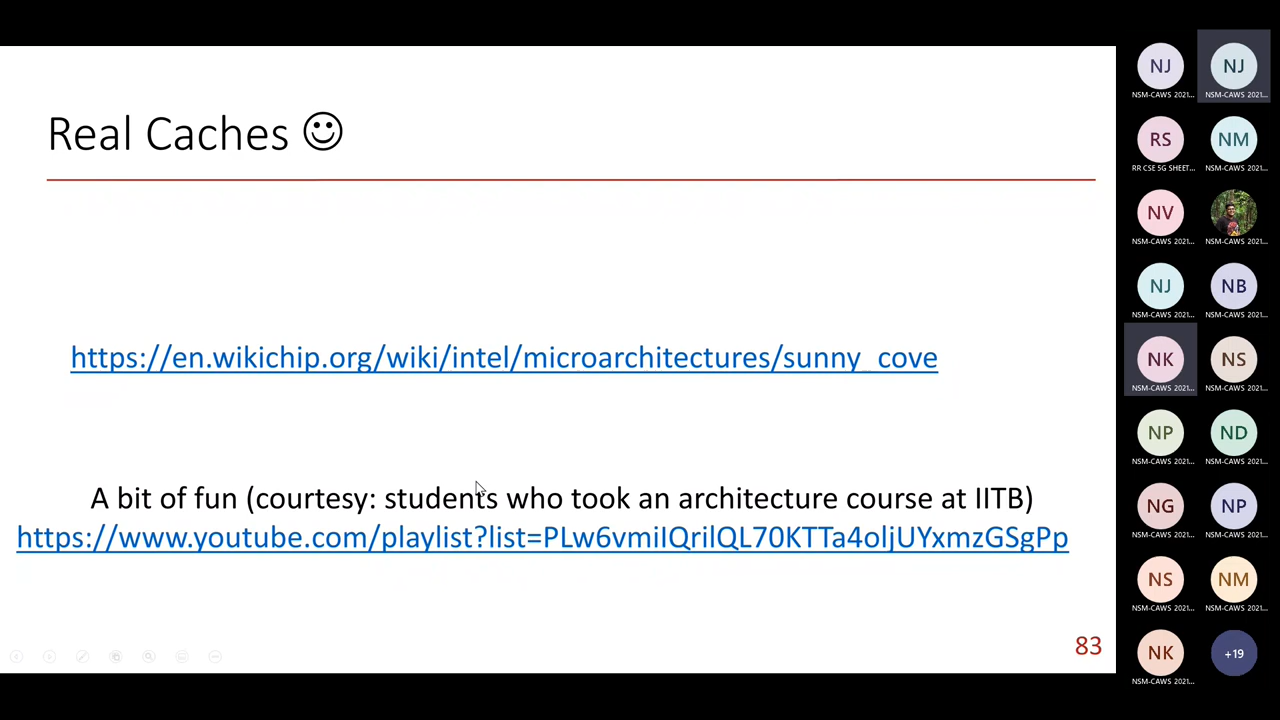 Real Caches ☺
https://en.wikichip.org/wiki/intel/microarchitectures/sunny_cove
A bit of fun (courtesy: students who took an architecture course at IITB)
https://www.youtube.com/playlist?list=PLw6vmiIQrilQL70KTTa4oljUYxmzGSgPp
83
NJ
NJ
NSM-CAWS 2021...
NSM-CAWS 2021...
RS
NM
RR CSE 5G SHEET...
NSM-CAWS 2021...
NV
NSM-CAWS 2021...
NSM-CAWS 2021...
NJ
NB
NSM-CAWS 2021...
NSM-CAWS 2021...
NK
NS
NSM-CAWS 2021...
NSM-CAWS 2021...
NP
ND
NSM-CAWS 2021...
NSM-CAWS 2021...
NG
NP
NSM-CAWS 2021...
NSM-CAWS 2021...
NS
NM
NSM-CAWS 2021...
NSM-CAWS 2021...
NK
+19
NSM-CAWS 2021...